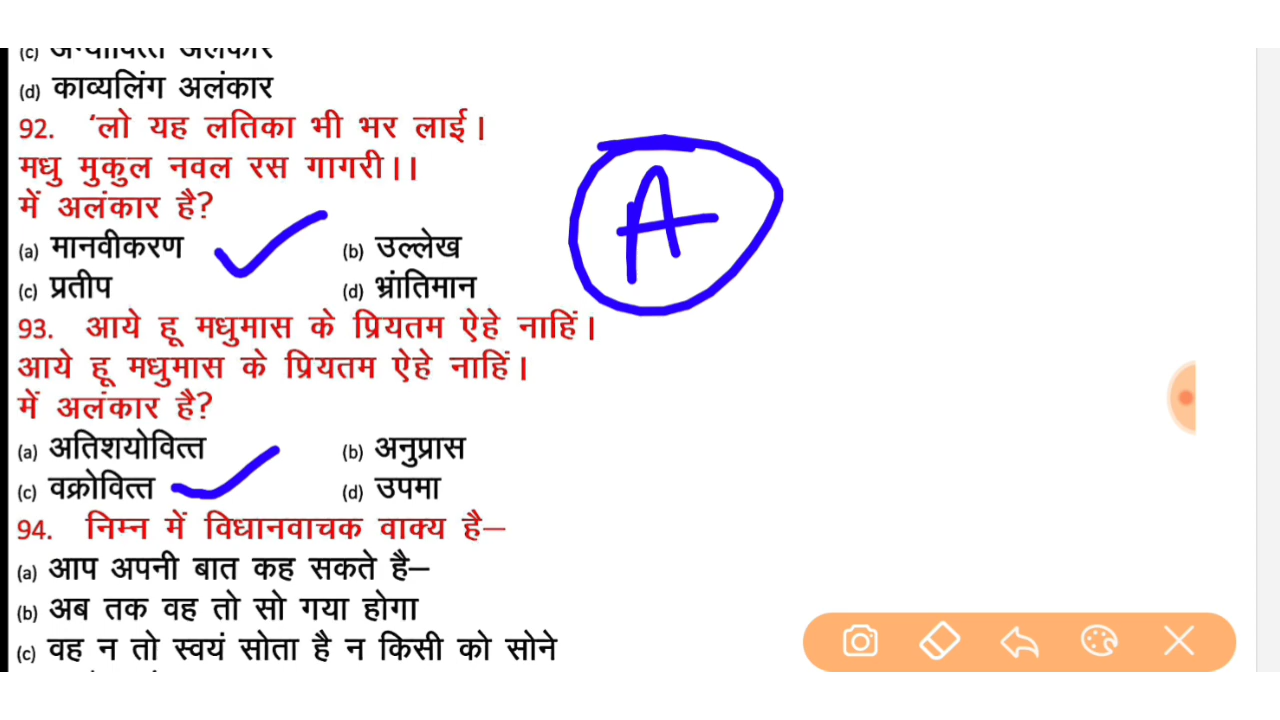 (c) अन्योवित्त अलंकार
(d) काव्यलिंग अलंकार
92. ‘लो यह लतिका भी भर लाई।
मधु मुकुल नवल रस गागरी।।
में अलंकार है?
(a) मानवीकरण (b) उल्लेख
(c) प्रतीप (d) भ्रांतिमान
A
93. आये हू मधुमास के प्रियतम ऐहे नाहिं।
आये हू मधुमास के प्रियतम ऐहे नाहिं।
में अलंकार है?
(a) अतिशयोवित्त (b) अनुप्रास
(c) वक्रोवित्त (d) उपमा
94. निम्न में विधानवाचक वाक्य है–
(a) आप अपनी बात कह सकते है–
(b) अब तक वह तो सो गया होगा
(c) वह न तो स्वयं सोता है न किसी को सोने